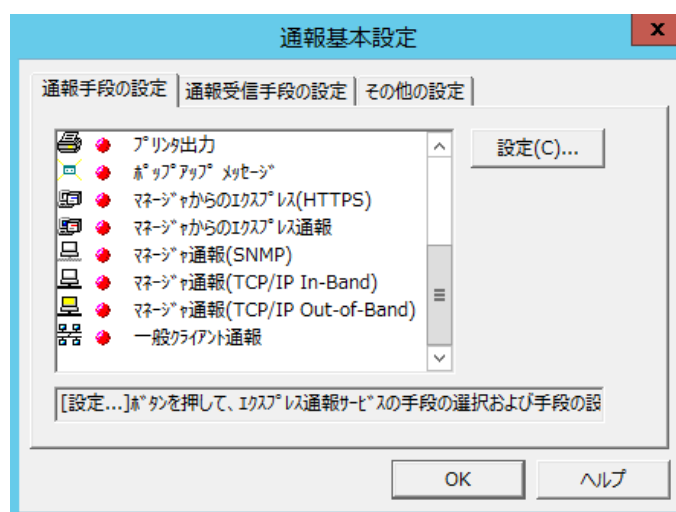 通報基本設定
x
通報手段の設定
通報受信手段の設定
その他の設定
ﾌﾟﾘﾝﾀ出力
ﾎﾟｯﾌﾟｱｯﾌﾟ ﾒｯｾｰｼﾞ
ﾏﾈｰｼﾞｬからのｴｸｽﾌﾟﾚｽ(HTTPS)
ﾏﾈｰｼﾞｬからのｴｸｽﾌﾟﾚｽ通報
ﾏﾈｰｼﾞｬ通報(SNMP)
ﾏﾈｰｼﾞｬ通報(TCP/IP In-Band)
ﾏﾈｰｼﾞｬ通報(TCP/IP Out-of-Band)
一般ｸﾗｲｱﾝﾄ通報
設定(C)...
[設定...]ﾎﾞﾀﾝを押して、ｴｸｽﾌﾟﾚｽ通報ｻｰﾋﾞｽの手段の選択および手段の設
OK
ヘルプ